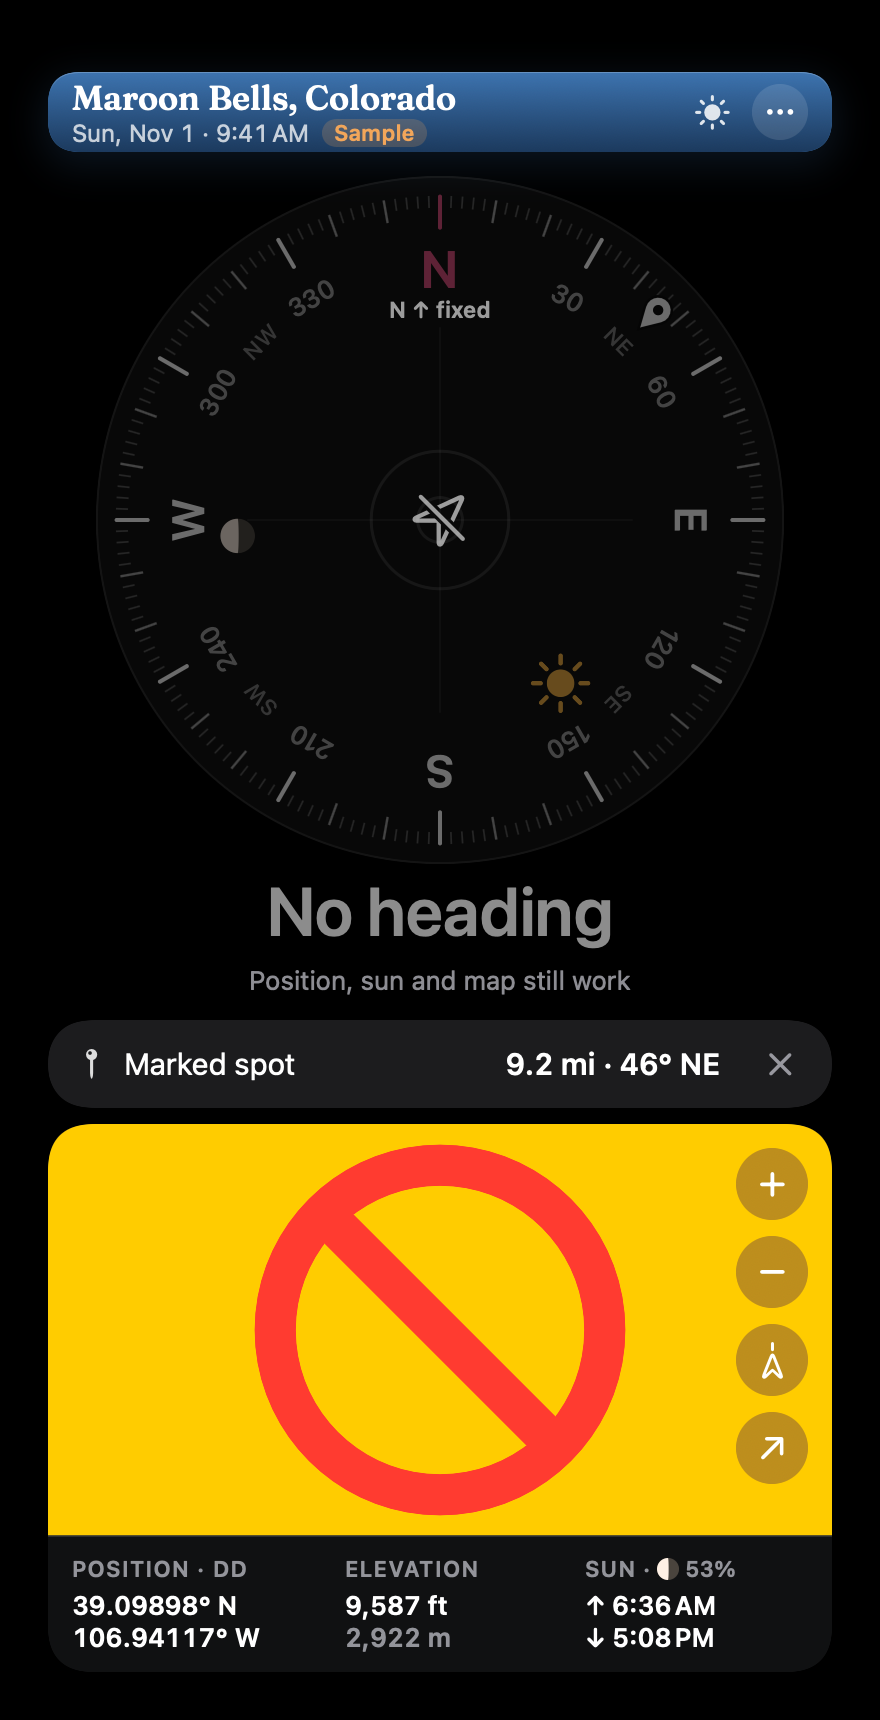 Maroon Bells, Colorado
Sun, Nov 1 · 9:41 AM Sample
N
N ↑ fixed
330
30
NW
NE
300
60
W
E
240
120
SW
SE
210
150
S
No heading
Position, sun and map still work
Marked spot 9.2 mi · 46° NE
POSITION · DD
39.09898° N
106.94117° W
ELEVATION
9,587 ft
2,922 m
SUN · 53%
↑ 6:36 AM
↓ 5:08 PM